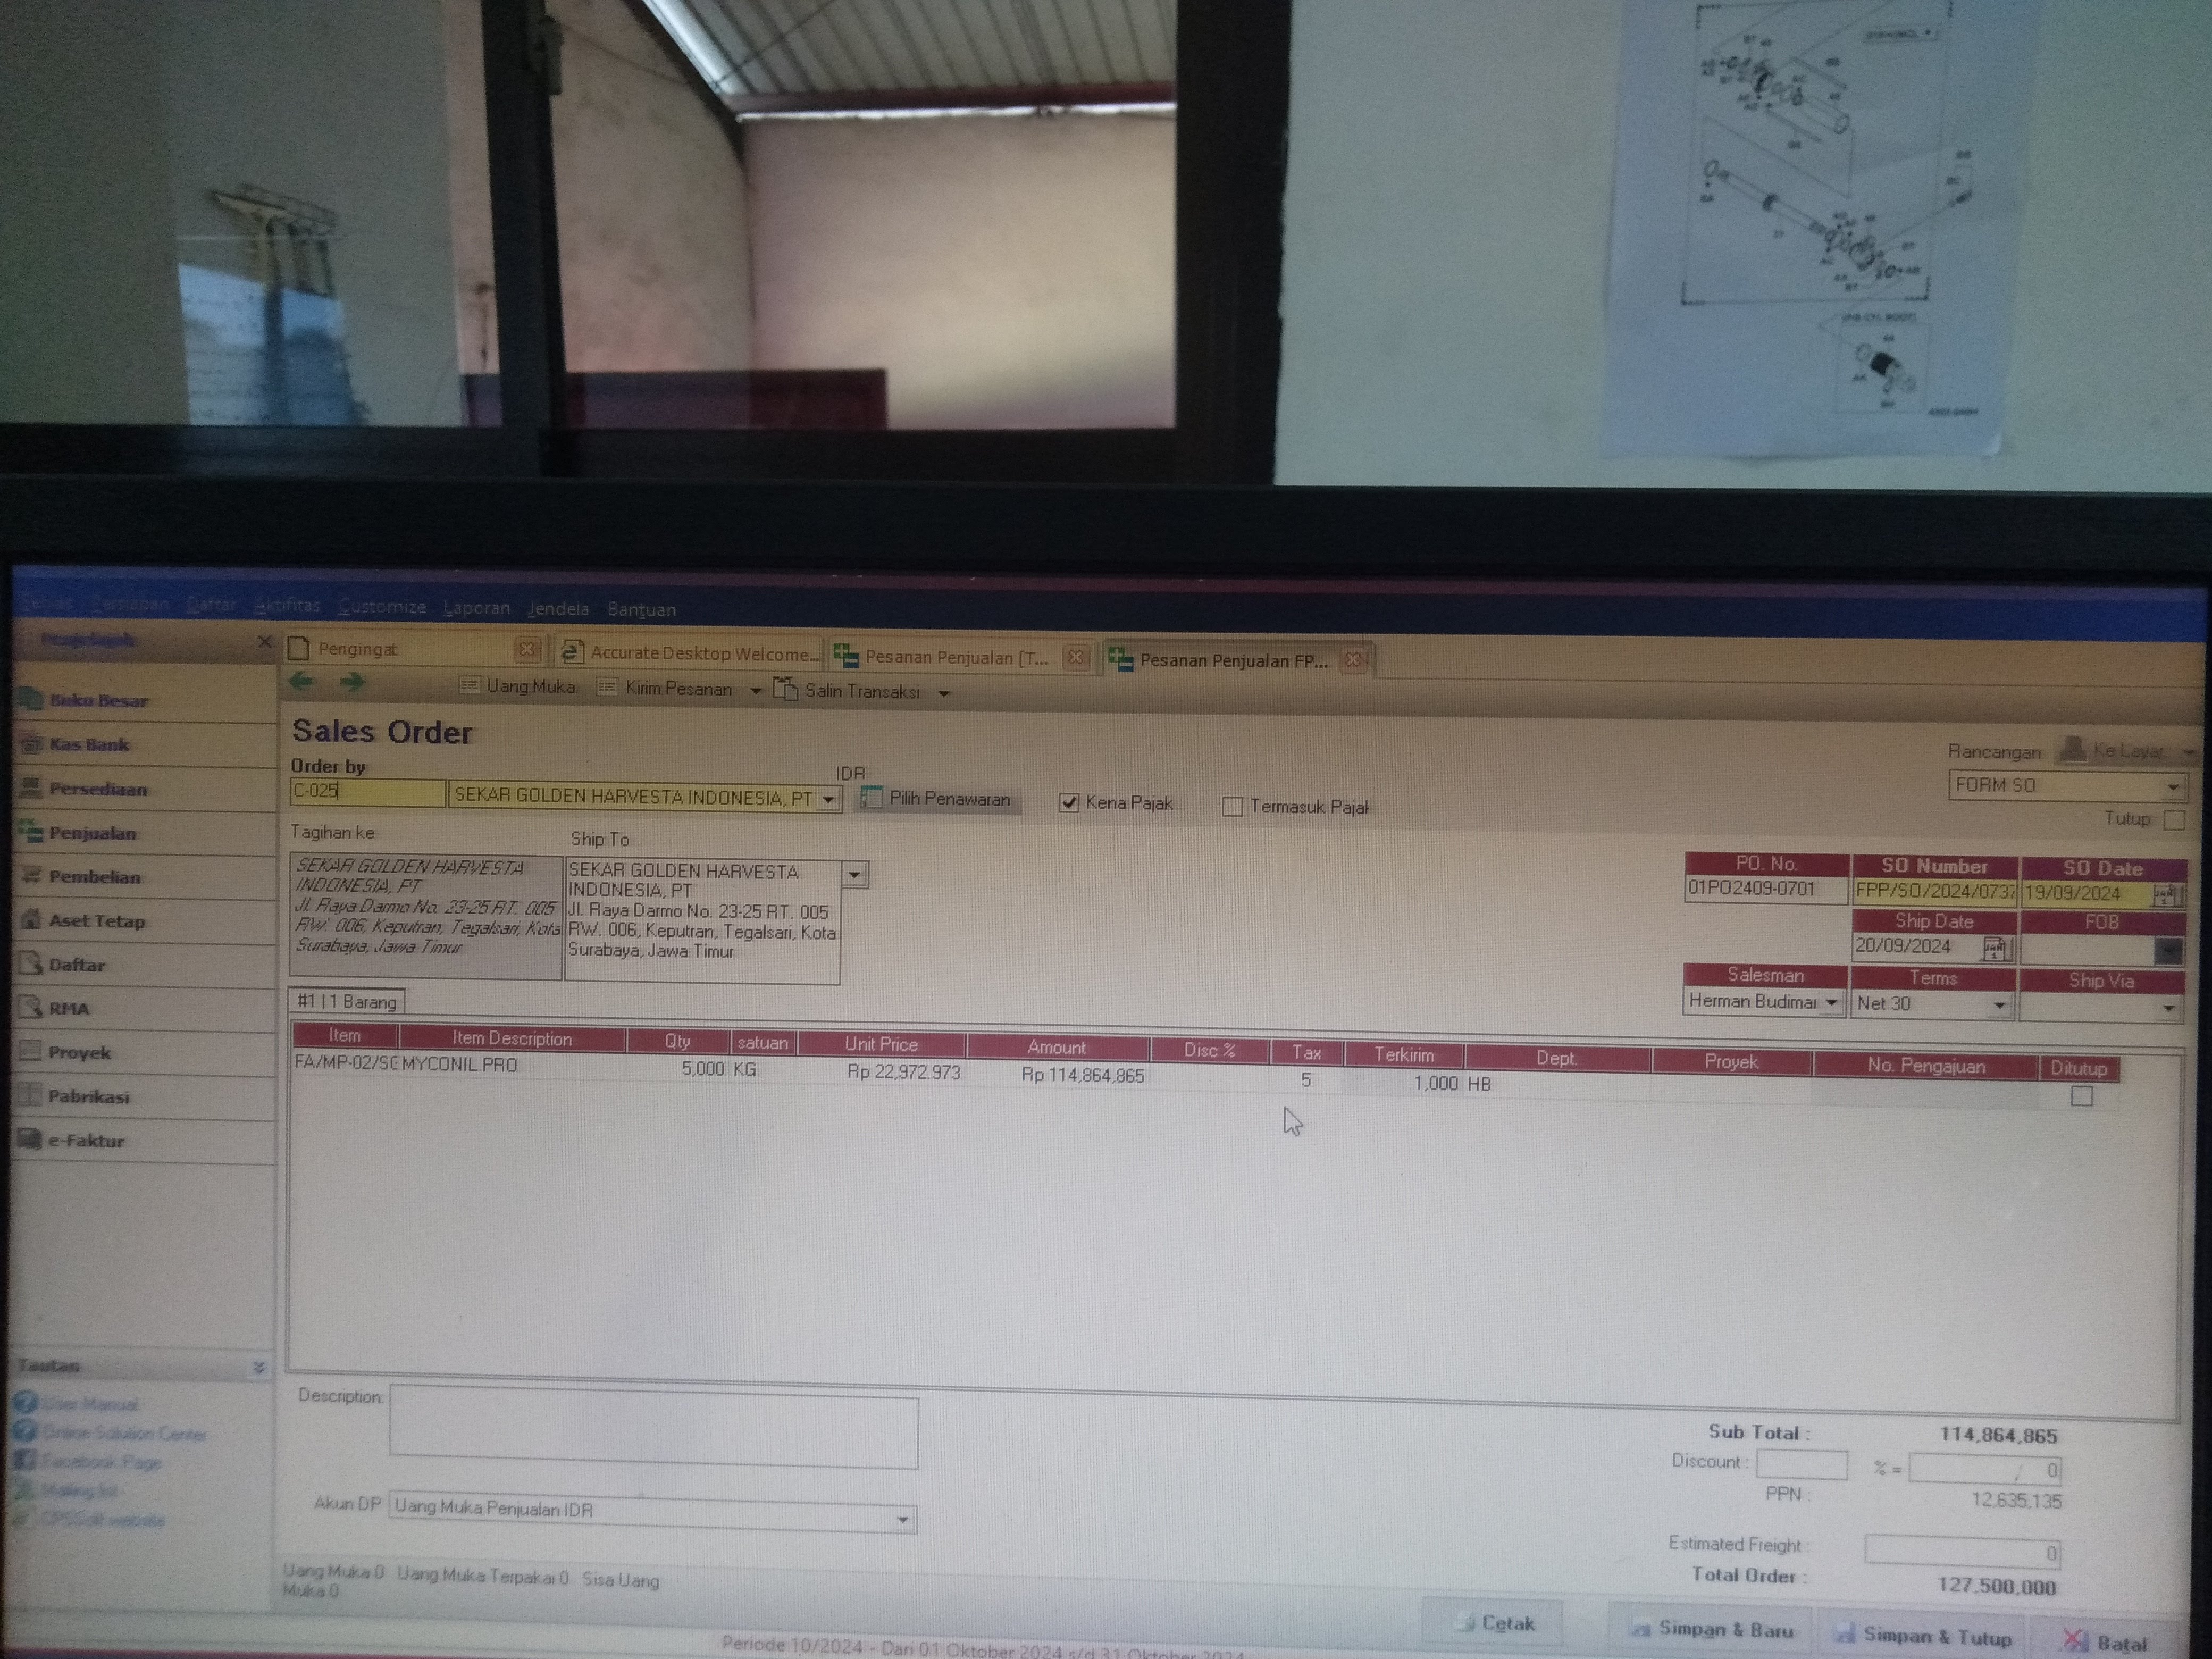 Daftar Aktifitas Customize Laporan Jendela Bantuan
Pengingat
Accurate Desktop Welcome...
Pesanan Penjualan [T...
Pesanan Penjualan FP...
Uang Muka
Kirim Pesanan
Salin Transaksi
Buku Besar
Kas Bank
Persediaan
Penjualan
Pembelian
Aset Tetap
Daftar
RMA
Proyek
Pabrikasi
e-Faktur
Tautan
User Manual
Online Solution Center
Facebook Page
Mailing list
Sales Order
Order by
IDR
C-025
SEKAR GOLDEN HARVESTA INDONESIA, PT
Pilih Penawaran
Kena Pajak
Termasuk Pajak
Rancangan
Ke Layar
FORM SO
Tutup
Tagihan ke
SEKAR GOLDEN HARVESTA
INDONESIA, PT
Jl. Raya Darmo No. 23-25 RT. 005
RW. 006, Keputran, Tegalsari, Kota
Surabaya, Jawa Timur
Ship To
SEKAR GOLDEN HARVESTA
INDONESIA, PT
Jl. Raya Darmo No. 23-25 RT. 005
RW. 006, Keputran, Tegalsari, Kota
Surabaya, Jawa Timur
PO. No. SO Number SO Date
01PO2409-0701 FPP/SO/2024/0737 19/09/2024
Ship Date FOB
20/09/2024
Salesman Terms Ship Via
Herman Budimar Net 30
#1 | 1 Barang
Item Item Description Qty satuan Unit Price Amount Disc % Tax Terkirim Dept. Proyek No. Pengajuan Ditutup
FA/MP-02/SC MYCONIL PRO 5,000 KG Rp 22,972.973 Rp 114,864,865 5 1,000 HB
Description:
Akun DP Uang Muka Penjualan IDR
Uang Muka 0 Uang Muka Terpakai 0 Sisa Uang
Muka 0
Sub Total : 114,864,865
Discount : % = 0
PPN : 12,635,135
Estimated Freight : 0
Total Order : 127,500,000
Cetak
Simpan & Baru
Simpan & Tutup
Batal
Periode 10/2024 - Dari 01 Oktober 2024 s/d 31 Oktober 2024